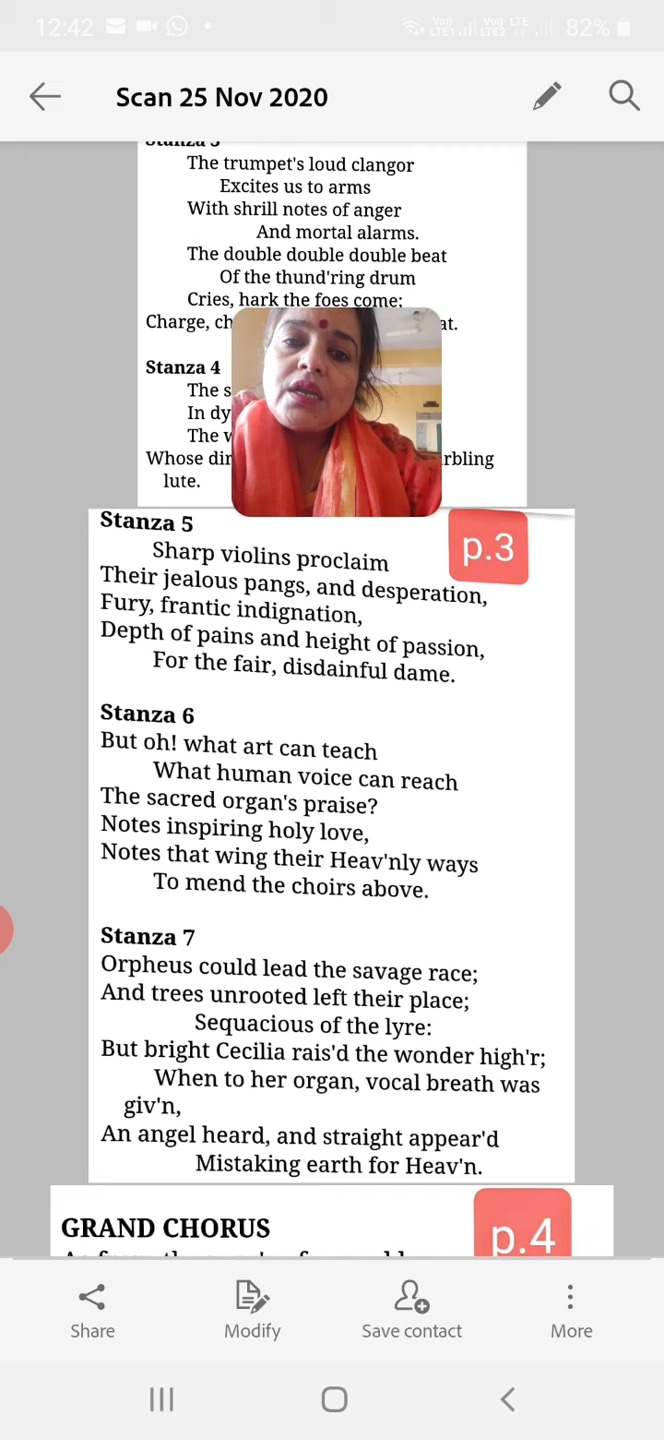 12:42
Vo) LTE1 Vo) LTE LTE2 82%
Scan 25 Nov 2020
Stanza 3
The trumpet's loud clangor
Excites us to arms
With shrill notes of anger
And mortal alarms.
The double double double beat
Of the thund'ring drum
Cries, hark the foes come;
Charge, ch at.
Stanza 4
The s
In dy
The w
Whose dir rbling
lute.
Stanza 5
p.3
Sharp violins proclaim
Their jealous pangs, and desperation,
Fury, frantic indignation,
Depth of pains and height of passion,
For the fair, disdainful dame.
Stanza 6
But oh! what art can teach
What human voice can reach
The sacred organ's praise?
Notes inspiring holy love,
Notes that wing their Heav'nly ways
To mend the choirs above.
Stanza 7
Orpheus could lead the savage race;
And trees unrooted left their place;
Sequacious of the lyre:
But bright Cecilia rais'd the wonder high'r;
When to her organ, vocal breath was
giv'n,
An angel heard, and straight appear'd
Mistaking earth for Heav'n.
GRAND CHORUS
p.4
Share Modify Save contact More